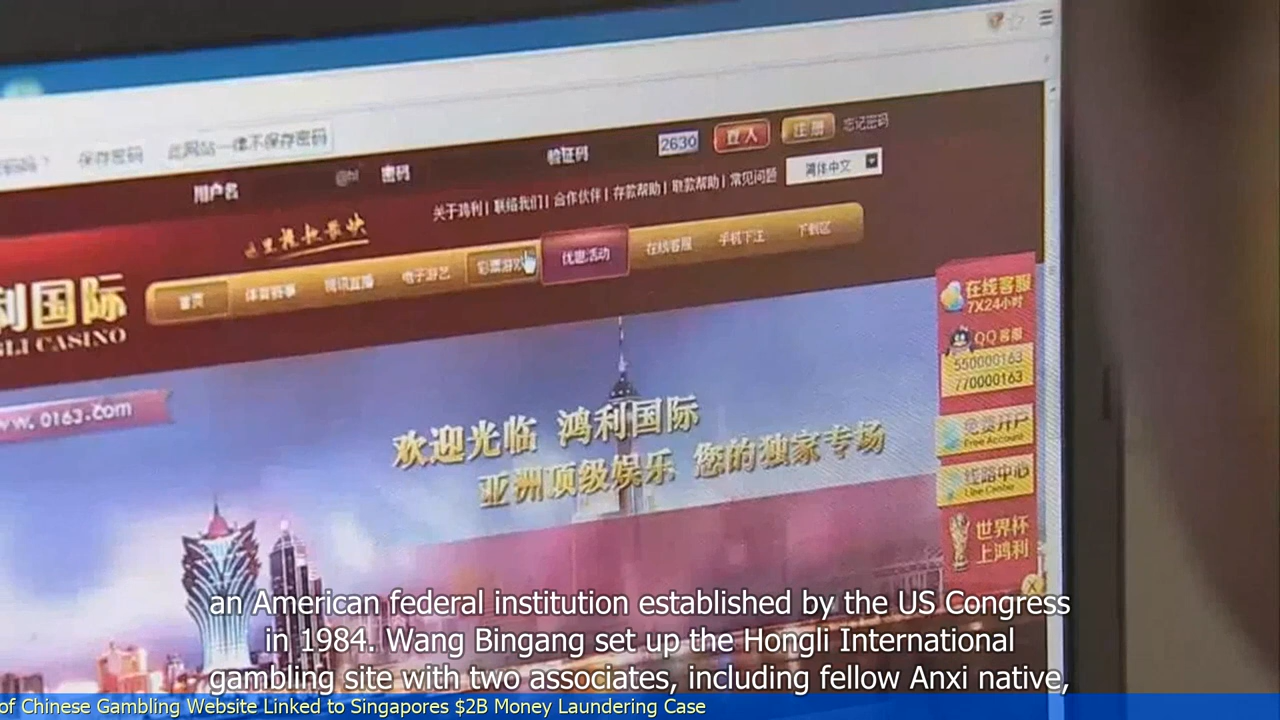 保存密码 此网站一律不保存密码
用户名 @hl 密码 验证码 2630 登入 注册 忘记密码
关于鸿利 | 联络我们 | 合作伙伴 | 存款帮助 | 取款帮助 | 常见问题 简体中文
首页 体育赛事 视讯直播 电子游艺 彩票游戏 优惠活动 在线客服 手机下注 下载区
利国际
GLI CASINO
www.0163.com
欢迎光临 鸿利国际
亚洲顶级娱乐 您的独家专场
在线客服
7X24小时
QQ客服
550000163
770000163
免费开户
Free Account
线路中心
Line Centre
世界杯
上鸿利
an American federal institution established by the US Congress
in 1984. Wang Bingang set up the Hongli International
gambling site with two associates, including fellow Anxi native,
of Chinese Gambling Website Linked to Singapores $2B Money Laundering Case